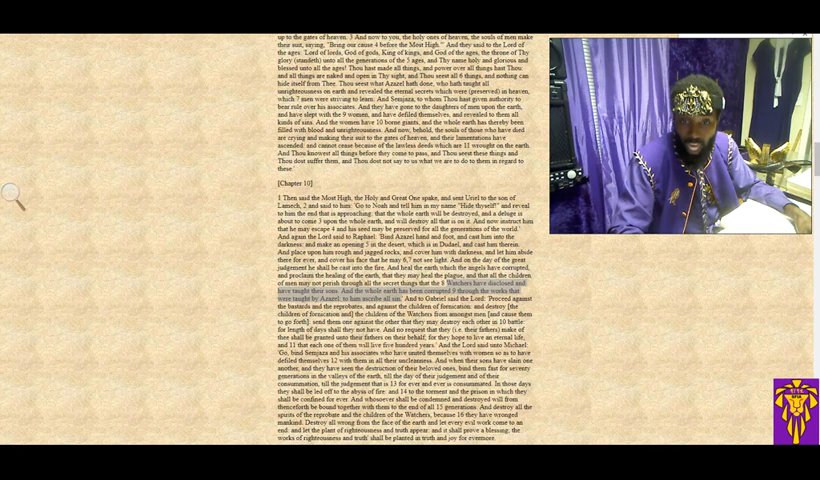 up to the gates of heaven. 3 And now to you, the holy ones of heaven, the souls of men make
their suit, saying, "Bring our cause 4 before the Most High."' And they said to the Lord of
the ages: 'Lord of lords, God of gods, King of kings, and God of the ages, the throne of Thy
glory (standeth) unto all the generations of the 5 ages, and Thy name holy and glorious and
blessed unto all the ages! Thou hast made all things, and power over all things hast Thou:
and all things are naked and open in Thy sight, and Thou seest all 6 things, and nothing can
hide itself from Thee. Thou seest what Azazel hath done, who hath taught all
unrighteousness on earth and revealed the eternal secrets which were (preserved) in heaven,
which 7 men were striving to learn: And Semjaza, to whom Thou hast given authority to
bear rule over his associates. And they have gone to the daughters of men upon the earth,
and have slept with the 9 women, and have defiled themselves, and revealed to them all
kinds of sins. And the women have 10 borne giants, and the whole earth has thereby been
filled with blood and unrighteousness. And now, behold, the souls of those who have died
are crying and making their suit to the gates of heaven, and their lamentations have
ascended: and cannot cease because of the lawless deeds which are 11 wrought on the earth.
And Thou knowest all things before they come to pass, and Thou seest these things and
Thou dost suffer them, and Thou dost not say to us what we are to do to them in regard to
these.'
[Chapter 10]
1 Then said the Most High, the Holy and Great One spake, and sent Uriel to the son of
Lamech, 2 and said to him: 'Go to Noah and tell him in my name "Hide thyself!" and reveal
to him the end that is approaching: that the whole earth will be destroyed, and a deluge is
about to come 3 upon the whole earth, and will destroy all that is on it. And now instruct him
that he may escape 4 and his seed may be preserved for all the generations of the world.'
And again the Lord said to Raphael: 'Bind Azazel hand and foot, and cast him into the
darkness: and make an opening 5 in the desert, which is in Dudael, and cast him therein.
And place upon him rough and jagged rocks, and cover him with darkness, and let him abide
there for ever, and cover his face that he may 6,7 not see light. And on the day of the great
judgement he shall be cast into the fire. And heal the earth which the angels have corrupted,
and proclaim the healing of the earth, that they may heal the plague, and that all the children
of men may not perish through all the secret things that the 8 Watchers have disclosed and
have taught their sons. And the whole earth has been corrupted 9 through the works that
were taught by Azazel: to him ascribe all sin.' And to Gabriel said the Lord: 'Proceed against
the bastards and the reprobates, and against the children of fornication: and destroy [the
children of fornication and] the children of the Watchers from amongst men [and cause them
to go forth]: send them one against the other that they may destroy each other in 10 battle:
for length of days shall they not have. And no request that they (i.e. their fathers) make of
thee shall be granted unto their fathers on their behalf; for they hope to live an eternal life,
and 11 that each one of them will live five hundred years.' And the Lord said unto Michael:
'Go, bind Semjaza and his associates who have united themselves with women so as to have
defiled themselves 12 with them in all their uncleanness. And when their sons have slain one
another, and they have seen the destruction of their beloved ones, bind them fast for seventy
generations in the valleys of the earth, till the day of their judgement and of their
consummation, till the judgement that is 13 for ever and ever is consummated. In those days
they shall be led off to the abyss of fire: and 14 to the torment and the prison in which they
shall be confined for ever. And whosoever shall be condemned and destroyed will from
thenceforth be bound together with them to the end of all 15 generations. And destroy all the
spirits of the reprobate and the children of the Watchers, because 16 they have wronged
mankind. Destroy all wrong from the face of the earth and let every evil work come to an
end: and let the plant of righteousness and truth appear: and it shall prove a blessing; the
works of righteousness and truth' shall be planted in truth and joy for evermore.